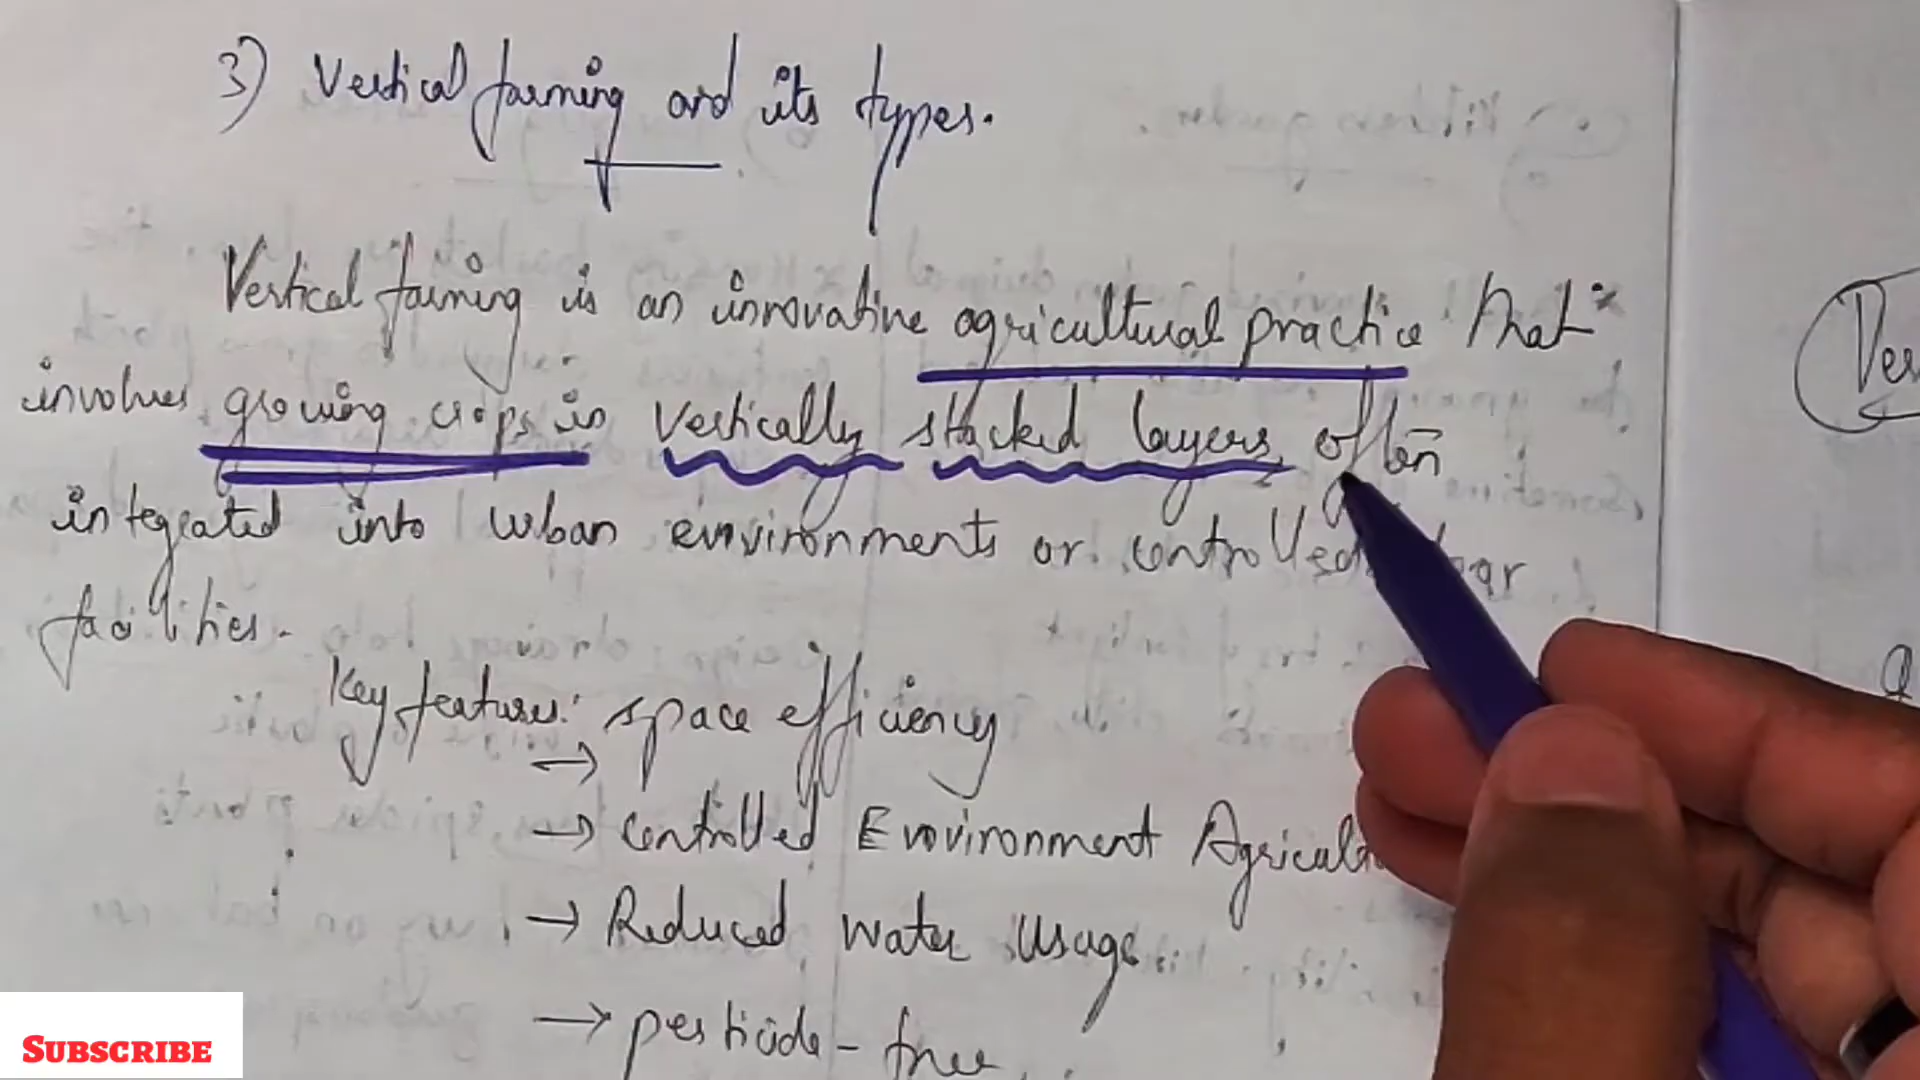 3) Vertical farming and its types.
Vertical farming is an innovative agricultural practice that
involves growing crops in vertically stacked layers often
integrated into urban environments or controlled
facilities.
Key features: space efficiency
→ controlled Environment
→ Reduced water usage
→ pesticide-free
SUBSCRIBE